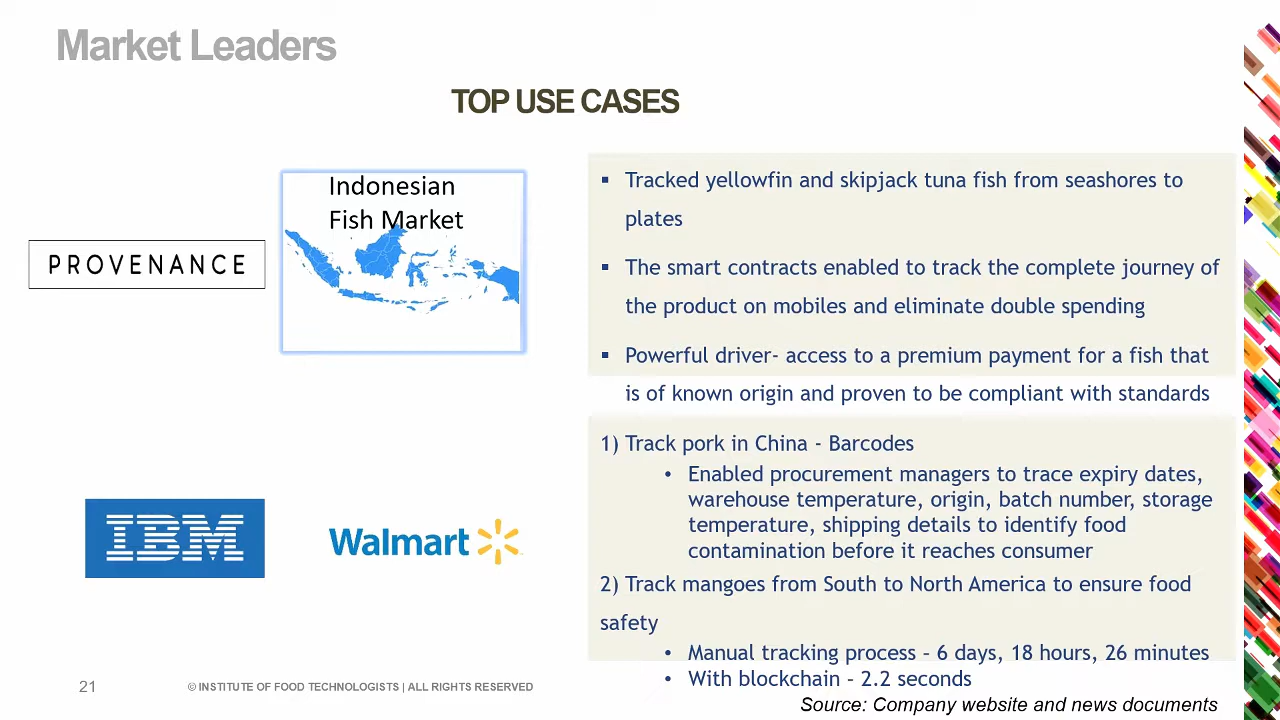 Market Leaders
TOP USE CASES
PROVENANCE
Indonesian
Fish Market
▪ Tracked yellowfin and skipjack tuna fish from seashores to
plates
▪ The smart contracts enabled to track the complete journey of
the product on mobiles and eliminate double spending
▪ Powerful driver- access to a premium payment for a fish that
is of known origin and proven to be compliant with standards
IBM
Walmart
1) Track pork in China - Barcodes
• Enabled procurement managers to trace expiry dates,
warehouse temperature, origin, batch number, storage
temperature, shipping details to identify food
contamination before it reaches consumer
2) Track mangoes from South to North America to ensure food
safety
• Manual tracking process – 6 days, 18 hours, 26 minutes
• With blockchain – 2.2 seconds
21
© INSTITUTE OF FOOD TECHNOLOGISTS | ALL RIGHTS RESERVED
Source: Company website and news documents